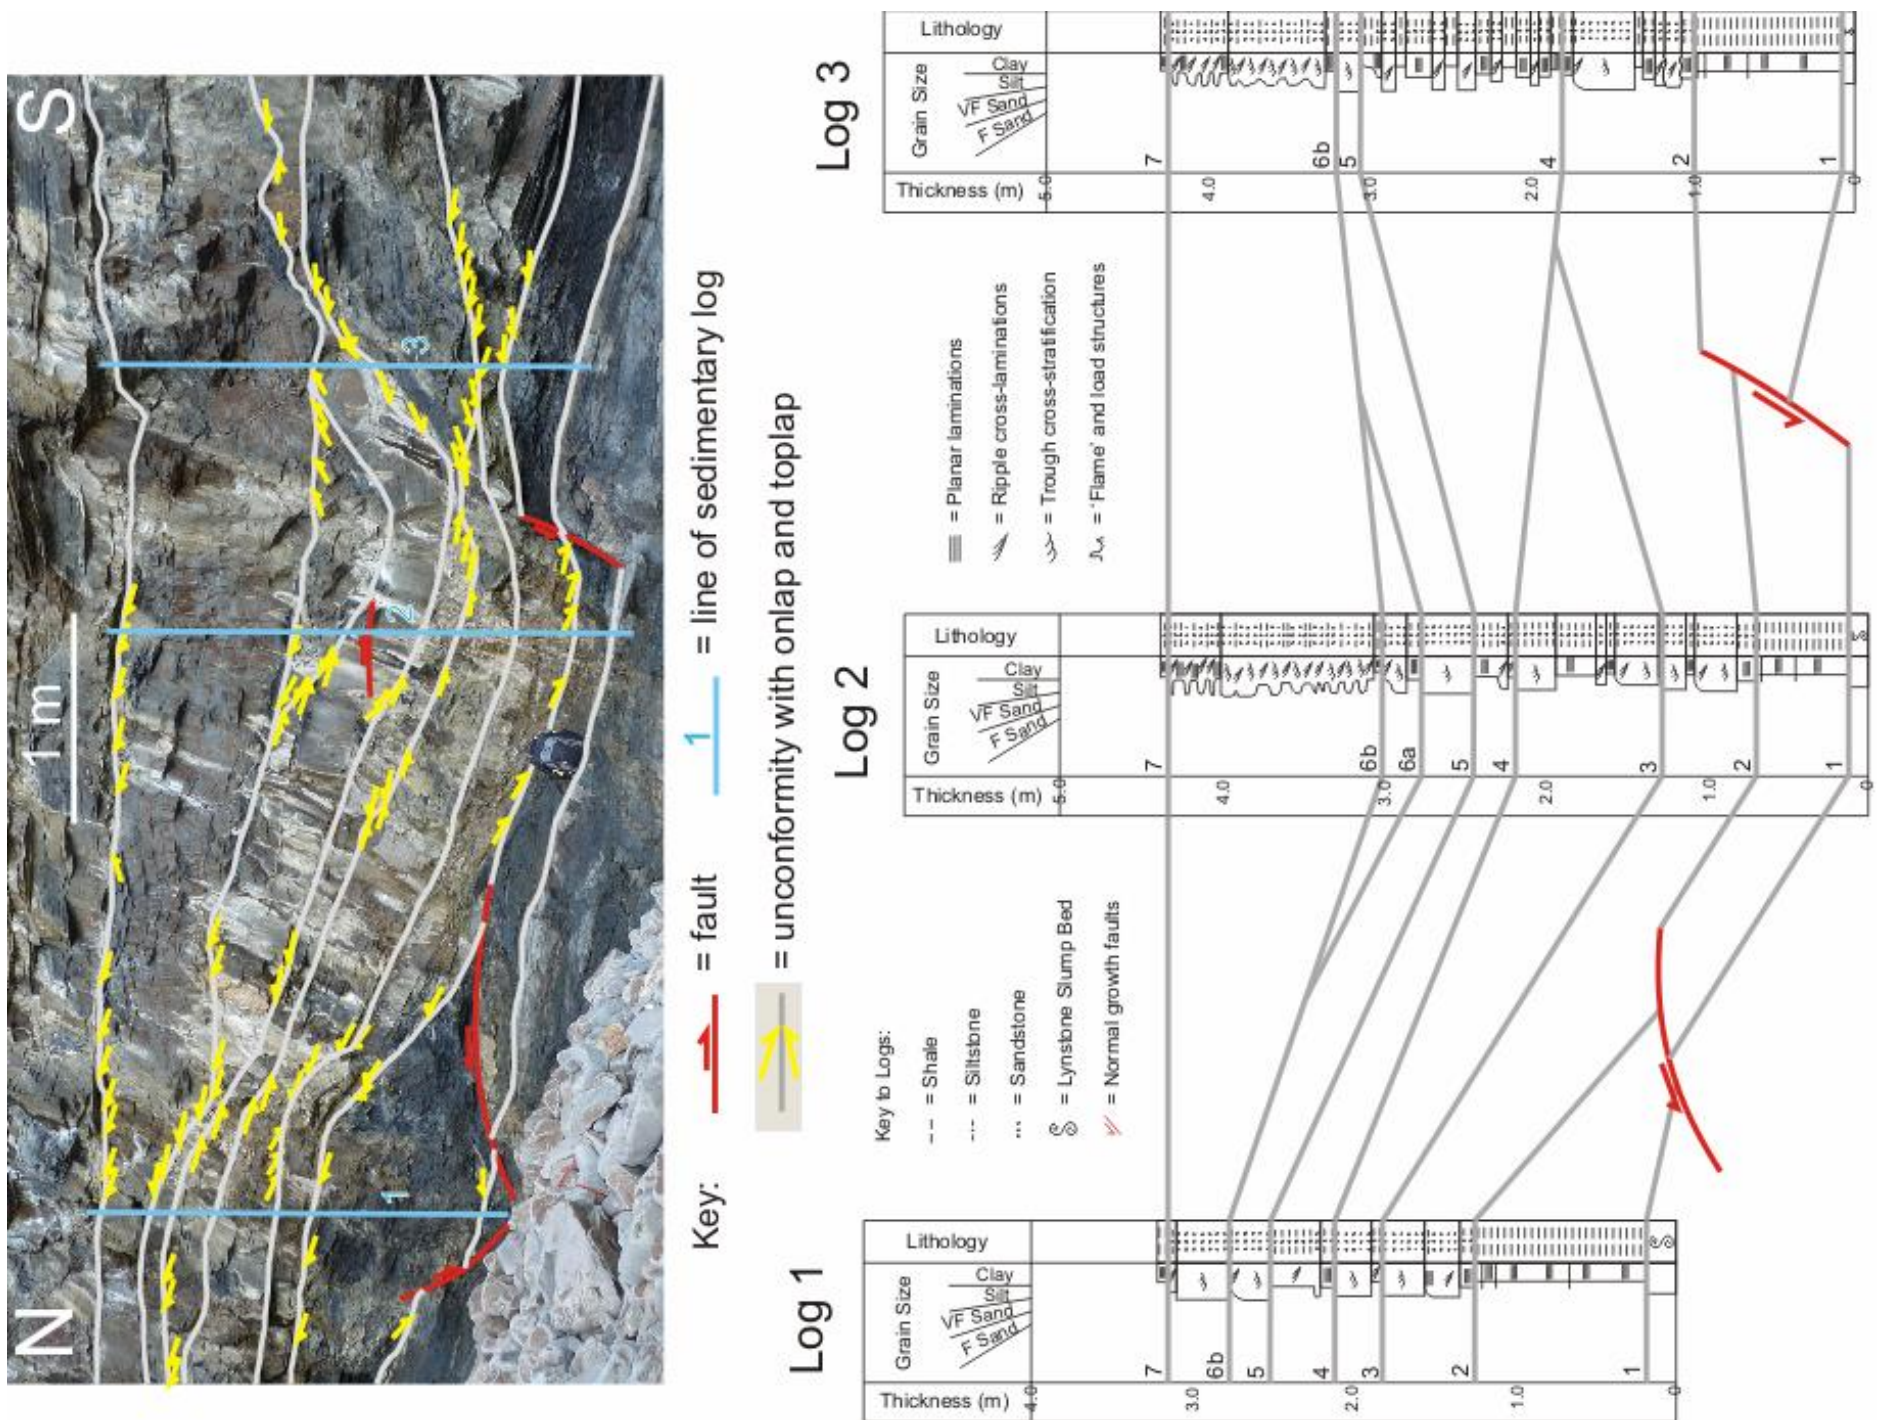 N
1 m
S
1
2
3
Key:
= fault
1 = line of sedimentary log
= unconformity with onlap and toplap
Log 1
Thickness (m)
Grain Size
Clay
Silt
VF Sand
F Sand
Lithology
4.0
3.0
2.0
1.0
0
7
6b
5
4
3
2
1
Key to Logs:
= Shale
= Siltstone
= Sandstone
= Lynstone Slump Bed
= Normal growth faults
Log 2
Thickness (m)
Grain Size
Clay
Silt
VF Sand
F Sand
Lithology
5.0
4.0
3.0
2.0
1.0
0
7
6b
6a
5
4
3
2
1
= Planar laminations
= Ripple cross-laminations
= Trough cross-stratification
= 'Flame' and load structures
Log 3
Thickness (m)
Grain Size
Clay
Silt
VF Sand
F Sand
Lithology
5.0
4.0
3.0
2.0
1.0
0
7
6b
5
4
2
1